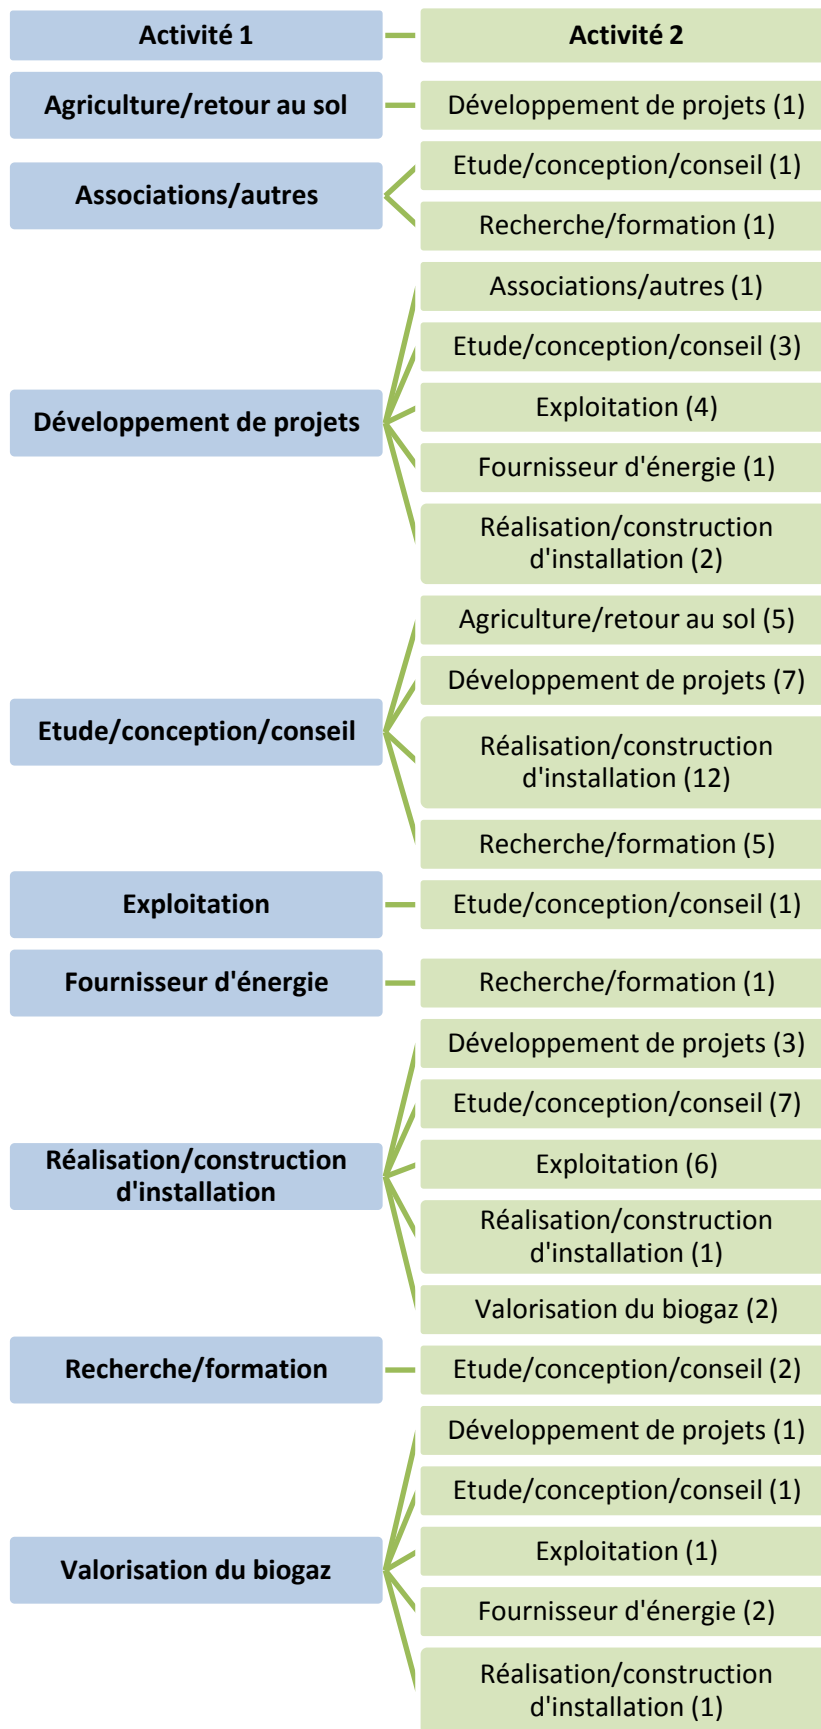 Activité 1
Activité 2
Agriculture/retour au sol
Développement de projets (1)
Associations/autres
Etude/conception/conseil (1)
Recherche/formation (1)
Développement de projets
Associations/autres (1)
Etude/conception/conseil (3)
Exploitation (4)
Fournisseur d'énergie (1)
Réalisation/construction
d'installation (2)
Etude/conception/conseil
Agriculture/retour au sol (5)
Développement de projets (7)
Réalisation/construction
d'installation (12)
Recherche/formation (5)
Exploitation
Etude/conception/conseil (1)
Fournisseur d'énergie
Recherche/formation (1)
Réalisation/construction
d'installation
Développement de projets (3)
Etude/conception/conseil (7)
Exploitation (6)
Réalisation/construction
d'installation (1)
Valorisation du biogaz (2)
Recherche/formation
Etude/conception/conseil (2)
Valorisation du biogaz
Développement de projets (1)
Etude/conception/conseil (1)
Exploitation (1)
Fournisseur d'énergie (2)
Réalisation/construction
d'installation (1)